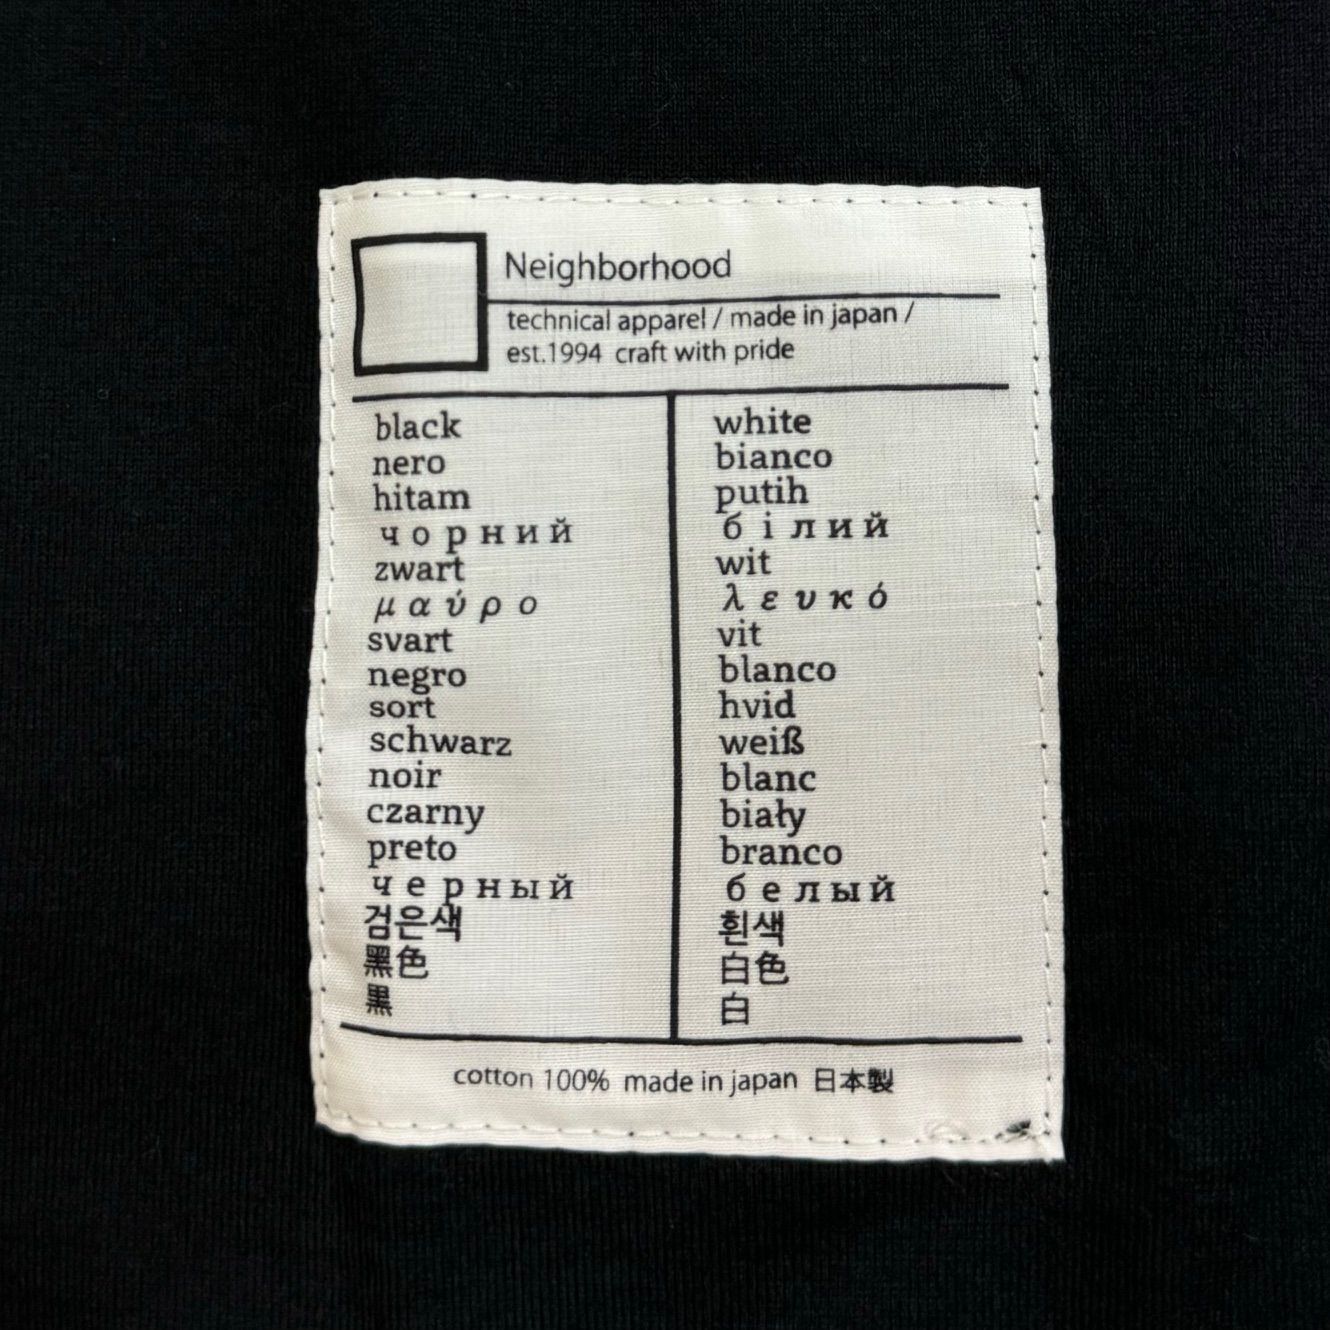 Neighborhood
technical apparel / made in japan /
est.1994 craft with pride
black
nero
hitam
чорний
zwart
μαύρο
svart
negro
sort
schwarz
noir
czarny
preto
черный
검은색
黑色
黒
white
bianco
putih
білий
wit
λευκό
vit
blanco
hvid
weiß
blanc
biały
branco
белый
흰색
白色
白
cotton 100% made in japan 日本製